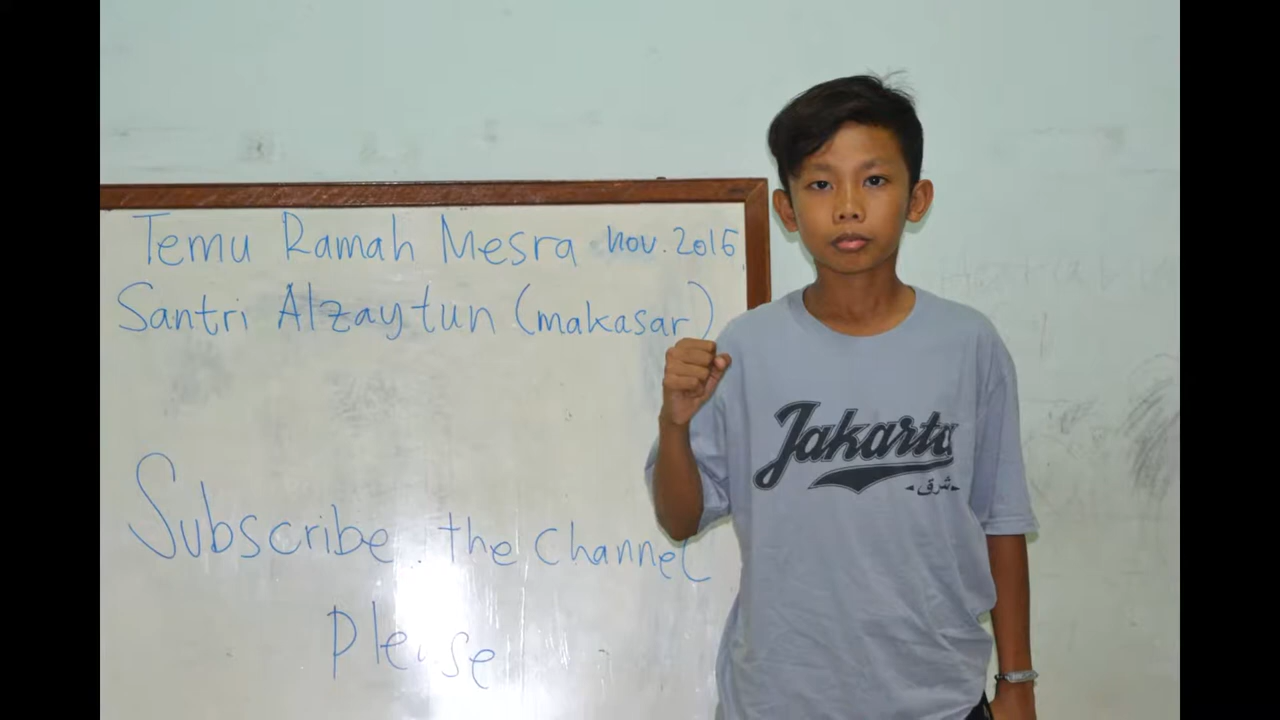 Temu Ramah Mesra nov. 2016
Santri Alzaytun (makasar)
Subscribe the Channel
Please
Jakarta
شرق